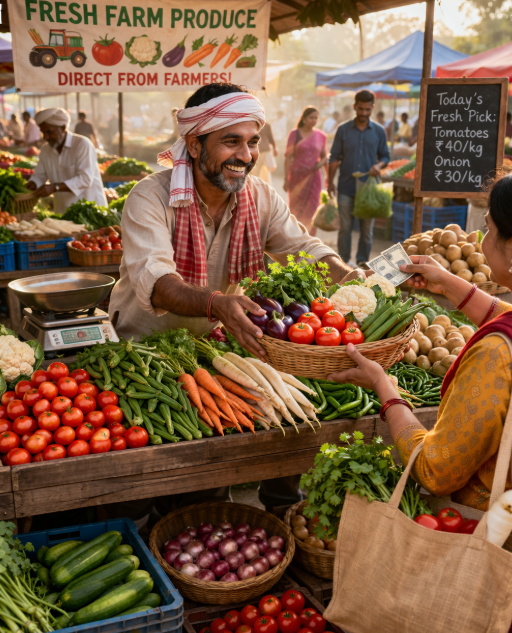 FRESH FARM PRODUCE
DIRECT FROM FARMERS!
Today's
Fresh Pick:
Tomatoes
₹40/kg
Onion
₹30/kg